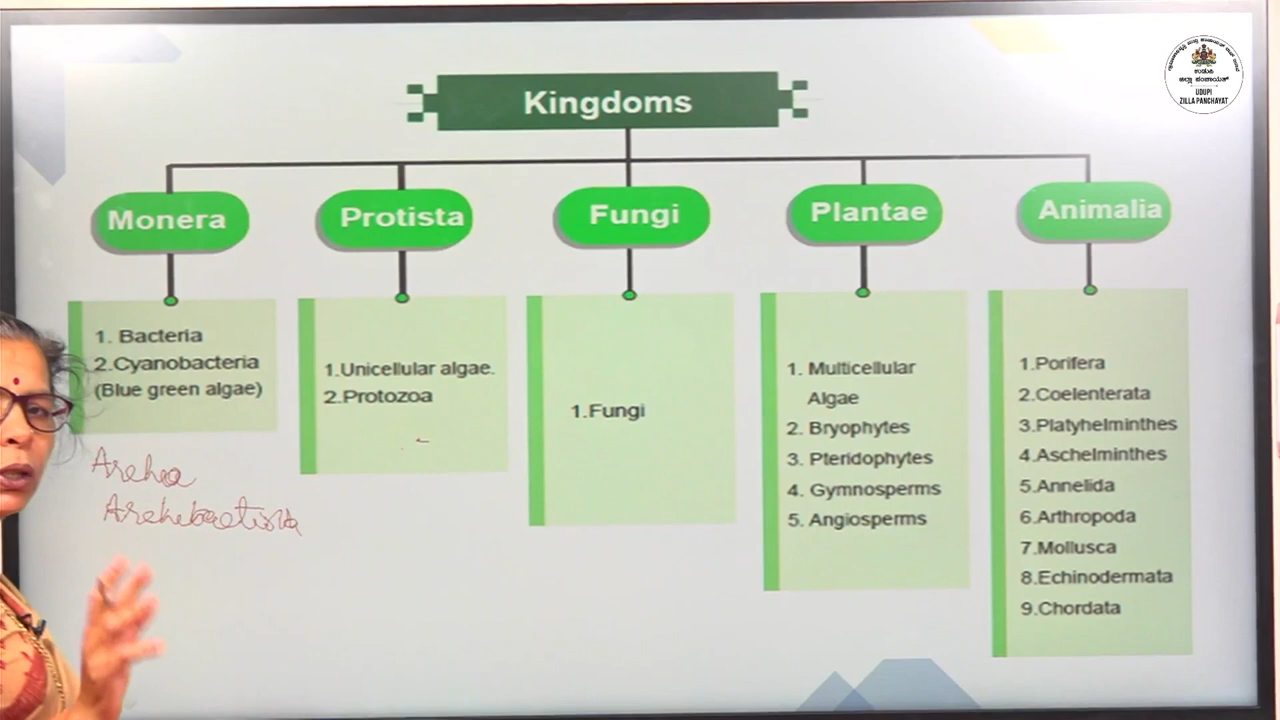 Kingdoms
Monera
Protista
Fungi
Plantae
Animalia
1. Bacteria
2.Cyanobacteria
(Blue green algae)
1.Unicellular algae.
2.Protozoa
1.Fungi
1. Multicellular
Algae
2. Bryophytes
3. Pteridophytes
4. Gymnosperms
5. Angiosperms
1.Porifera
2.Coelenterata
3.Platyhelminthes
4.Aschelminthes
5.Annelida
6.Arthropoda
7.Mollusca
8.Echinodermata
9.Chordata
ಉಡುಪಿ
ಜಿಲ್ಲಾ ಪಂಚಾಯತ್
UDUPI
ZILLA PANCHAYAT